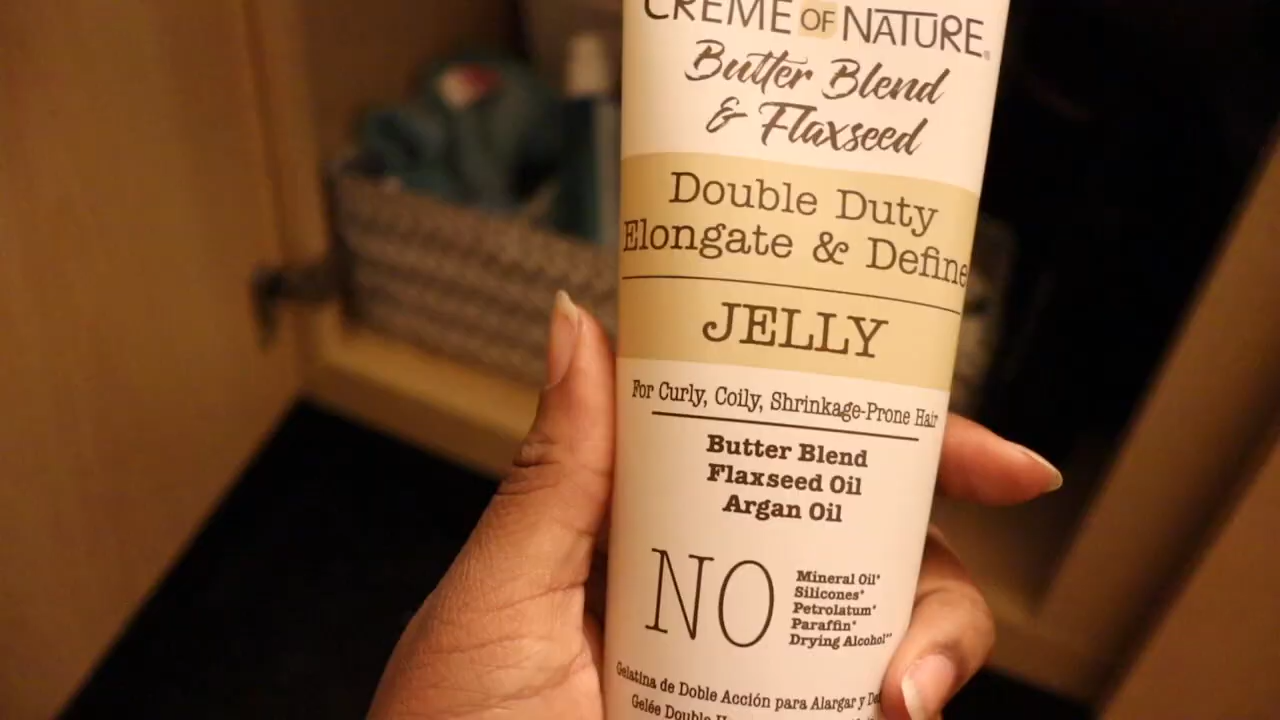 CREME OF NATURE®
Butter Blend
& Flaxseed
Double Duty
Elongate & Define
JELLY
For Curly, Coily, Shrinkage-Prone Hair
Butter Blend
Flaxseed Oil
Argan Oil
NO
Mineral Oil*
Silicones*
Petrolatum*
Paraffin*
Drying Alcohol**
Gelatina de Doble Acción para Alargar y
Gelée Double